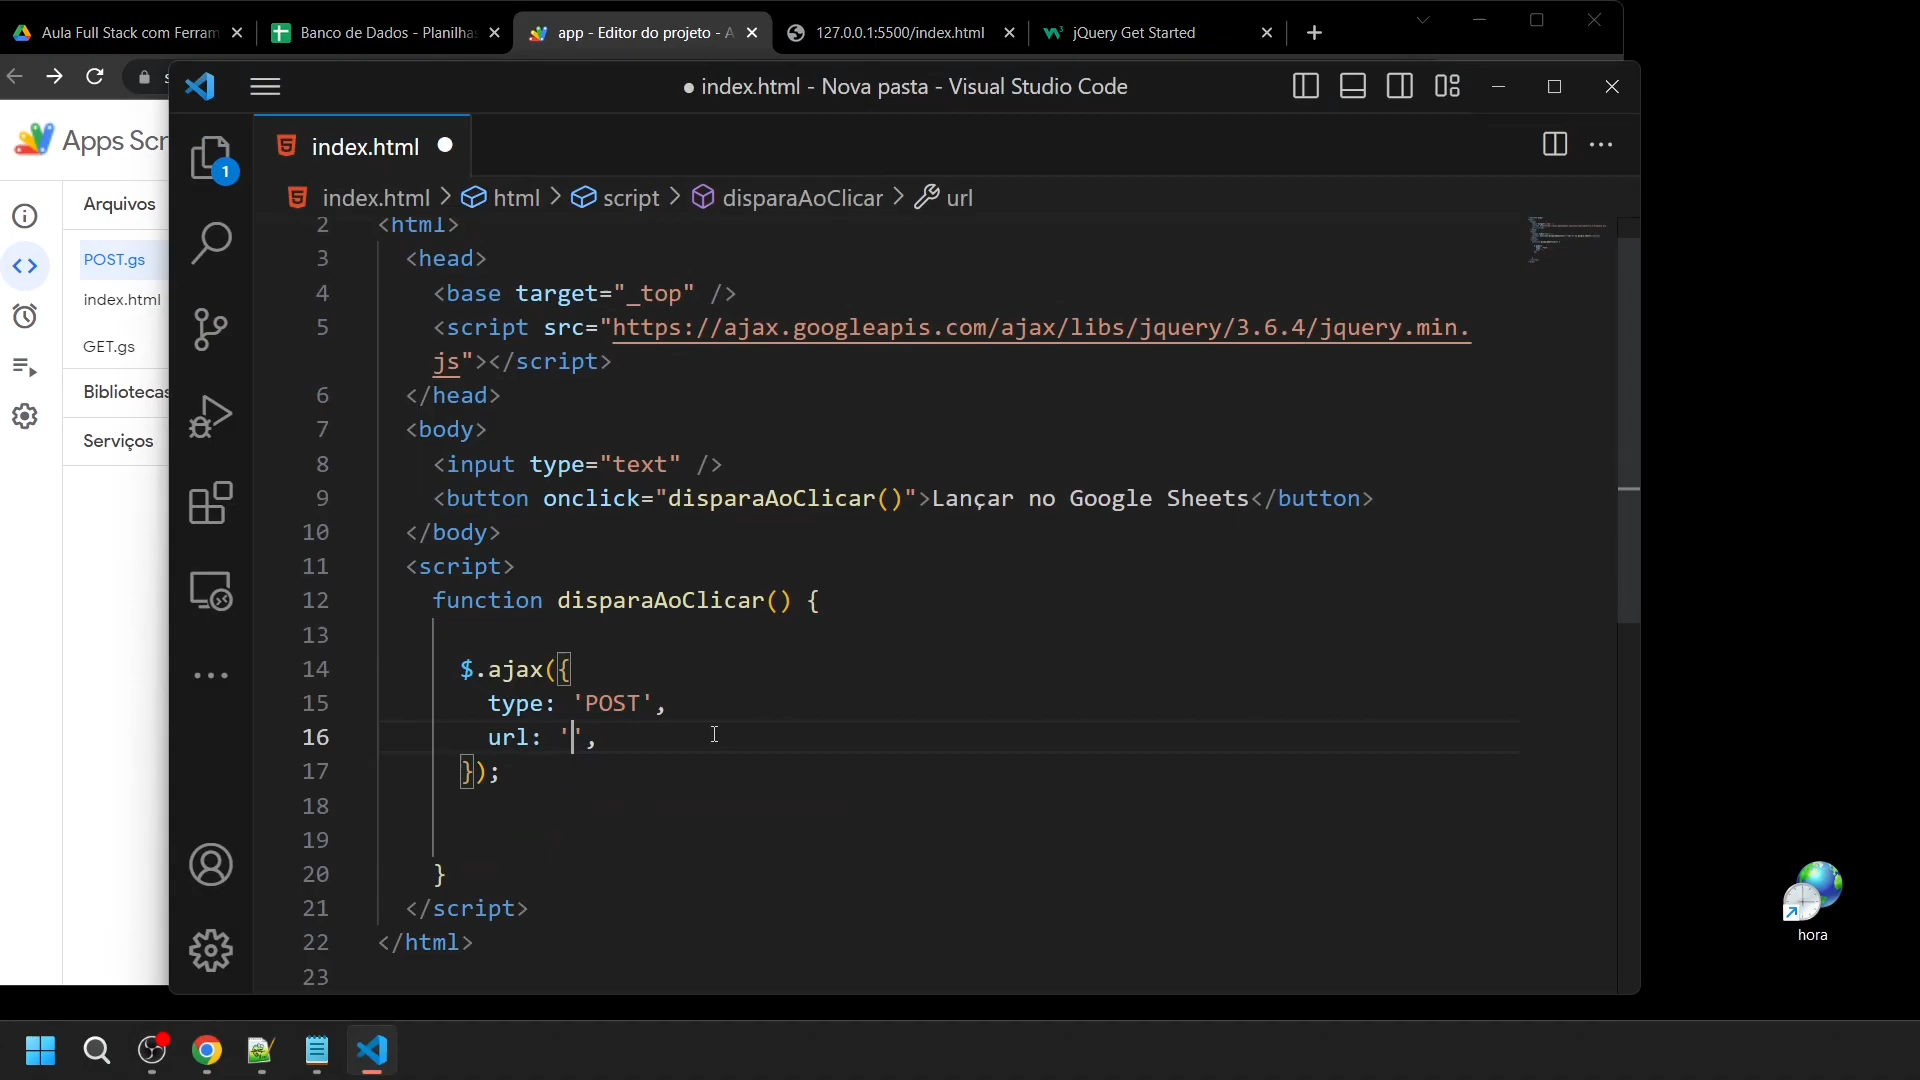 Aula Full Stack com Ferram
Banco de Dados - Planilhas
app - Editor do projeto - A
127.0.0.1:5500/index.html
jQuery Get Started
index.html - Nova pasta - Visual Studio Code
Apps Scr
Arquivos
POST.gs
index.html
GET.gs
Bibliotecas
Serviços
1
index.html
index.html > html > script > disparaAoClicar > url
2 <html>
3 <head>
4 <base target="_top" />
5 <script src="https://ajax.googleapis.com/ajax/libs/jquery/3.6.4/jquery.min.
js"></script>
6 </head>
7 <body>
8 <input type="text" />
9 <button onclick="disparaAoClicar()">Lançar no Google Sheets</button>
10 </body>
11 <script>
12 function disparaAoClicar() {
13
14 $.ajax({
15 type: 'POST',
16 url: '',
17 });
18
19
20 }
21 </script>
22 </html>
23
hora